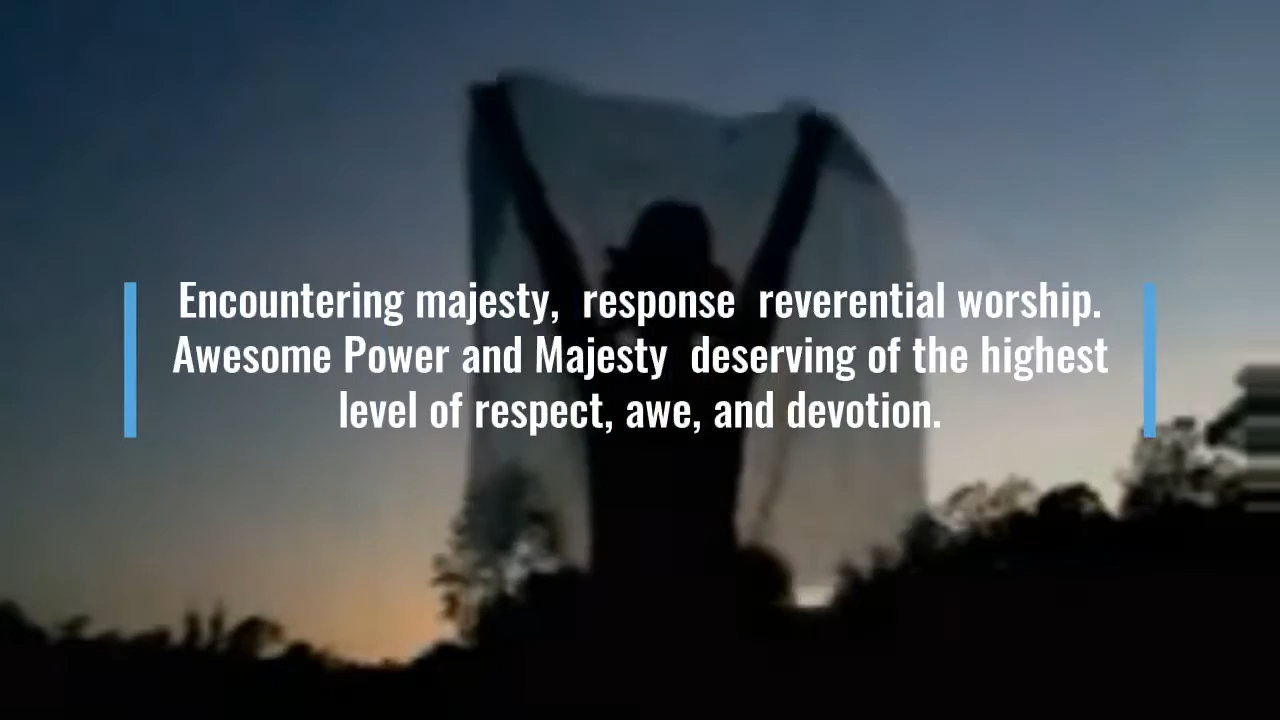 Encountering majesty,  response  reverential worship.
Awesome Power and Majesty  deserving of the highest
level of respect, awe, and devotion.